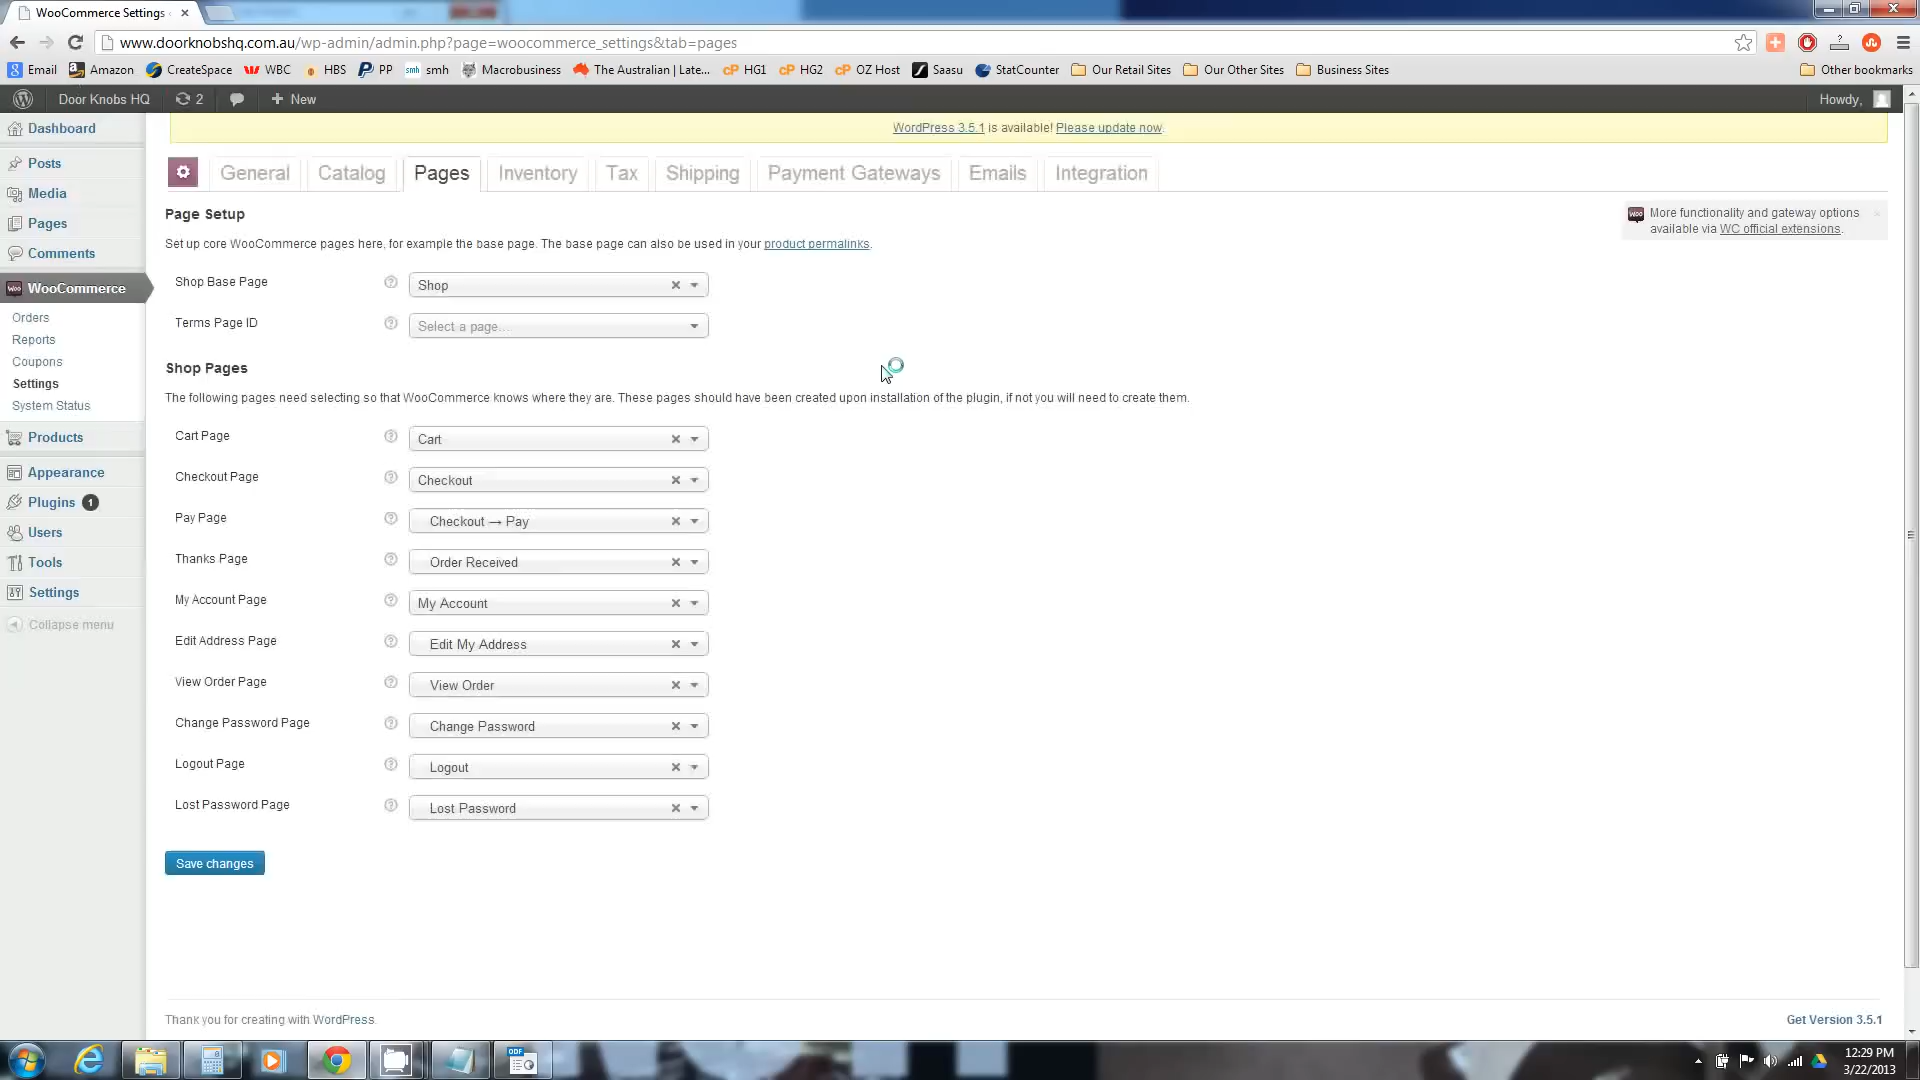 WooCommerce Settings
www.doorknobshq.com.au/wp-admin/admin.php?page=woocommerce_settings&tab=pages
Email Amazon CreateSpace WBC HBS PP smh Macrobusiness The Australian | Late... HG1 HG2 OZ Host Saasu StatCounter Our Retail Sites Our Other Sites Business Sites Other bookmarks
Door Knobs HQ 2 + New Howdy,
WordPress 3.5.1 is available! Please update now.
Dashboard
Posts
Media
Pages
Comments
WooCommerce
Orders
Reports
Coupons
Settings
System Status
Products
Appearance
Plugins 1
Users
Tools
Settings
Collapse menu
General Catalog Pages Inventory Tax Shipping Payment Gateways Emails Integration
Page Setup
More functionality and gateway options
available via WC official extensions.
Set up core WooCommerce pages here, for example the base page. The base page can also be used in your product permalinks.
Shop Base Page Shop
Terms Page ID Select a page...
Shop Pages
The following pages need selecting so that WooCommerce knows where they are. These pages should have been created upon installation of the plugin, if not you will need to create them.
Cart Page Cart
Checkout Page Checkout
Pay Page Checkout → Pay
Thanks Page Order Received
My Account Page My Account
Edit Address Page Edit My Address
View Order Page View Order
Change Password Page Change Password
Logout Page Logout
Lost Password Page Lost Password
Save changes
Thank you for creating with WordPress.
Get Version 3.5.1
12:29 PM
3/22/2013